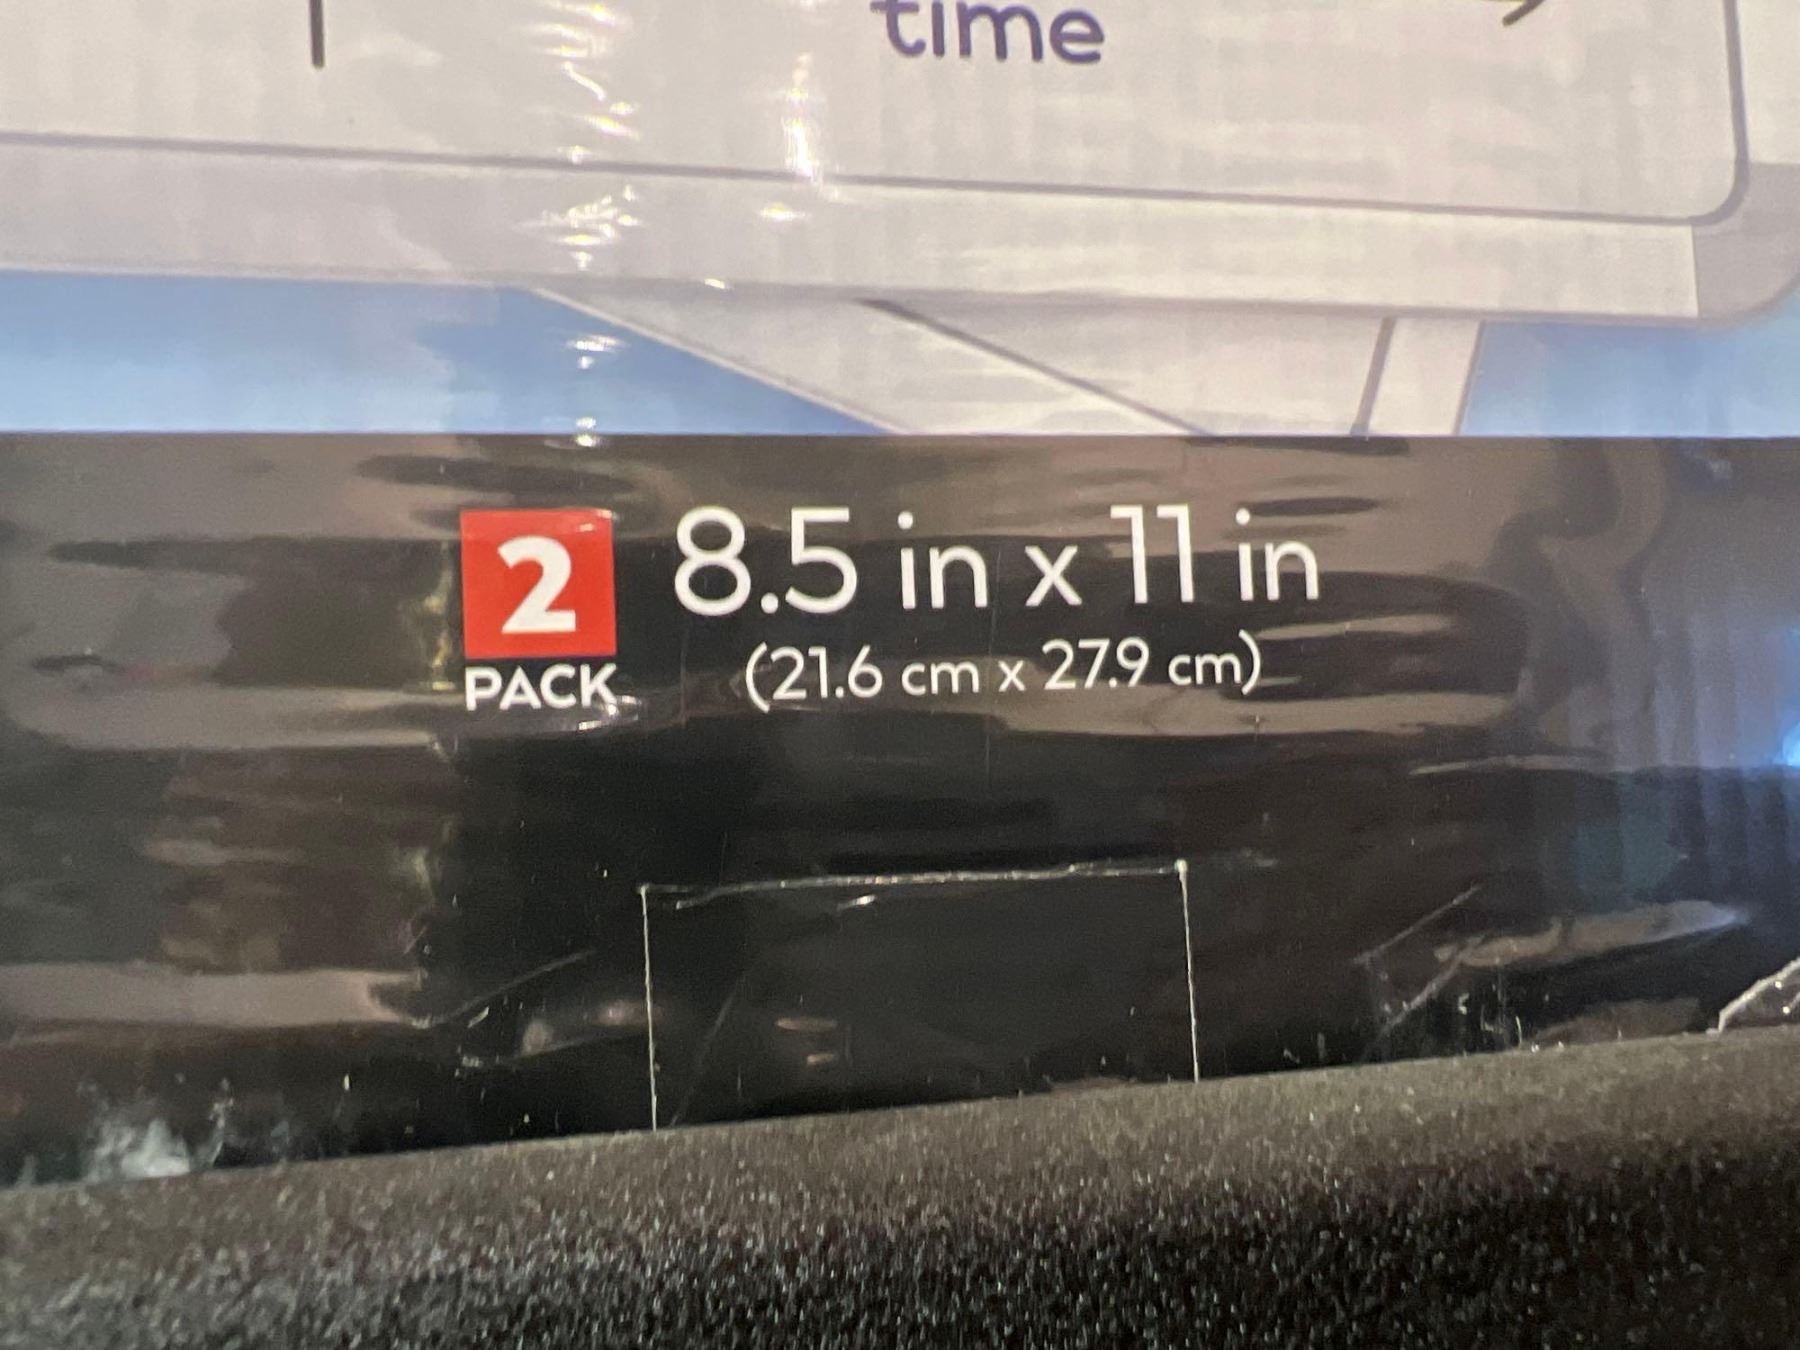 time
2 8.5 in x 11 in
PACK (21.6 cm x 27.9 cm)